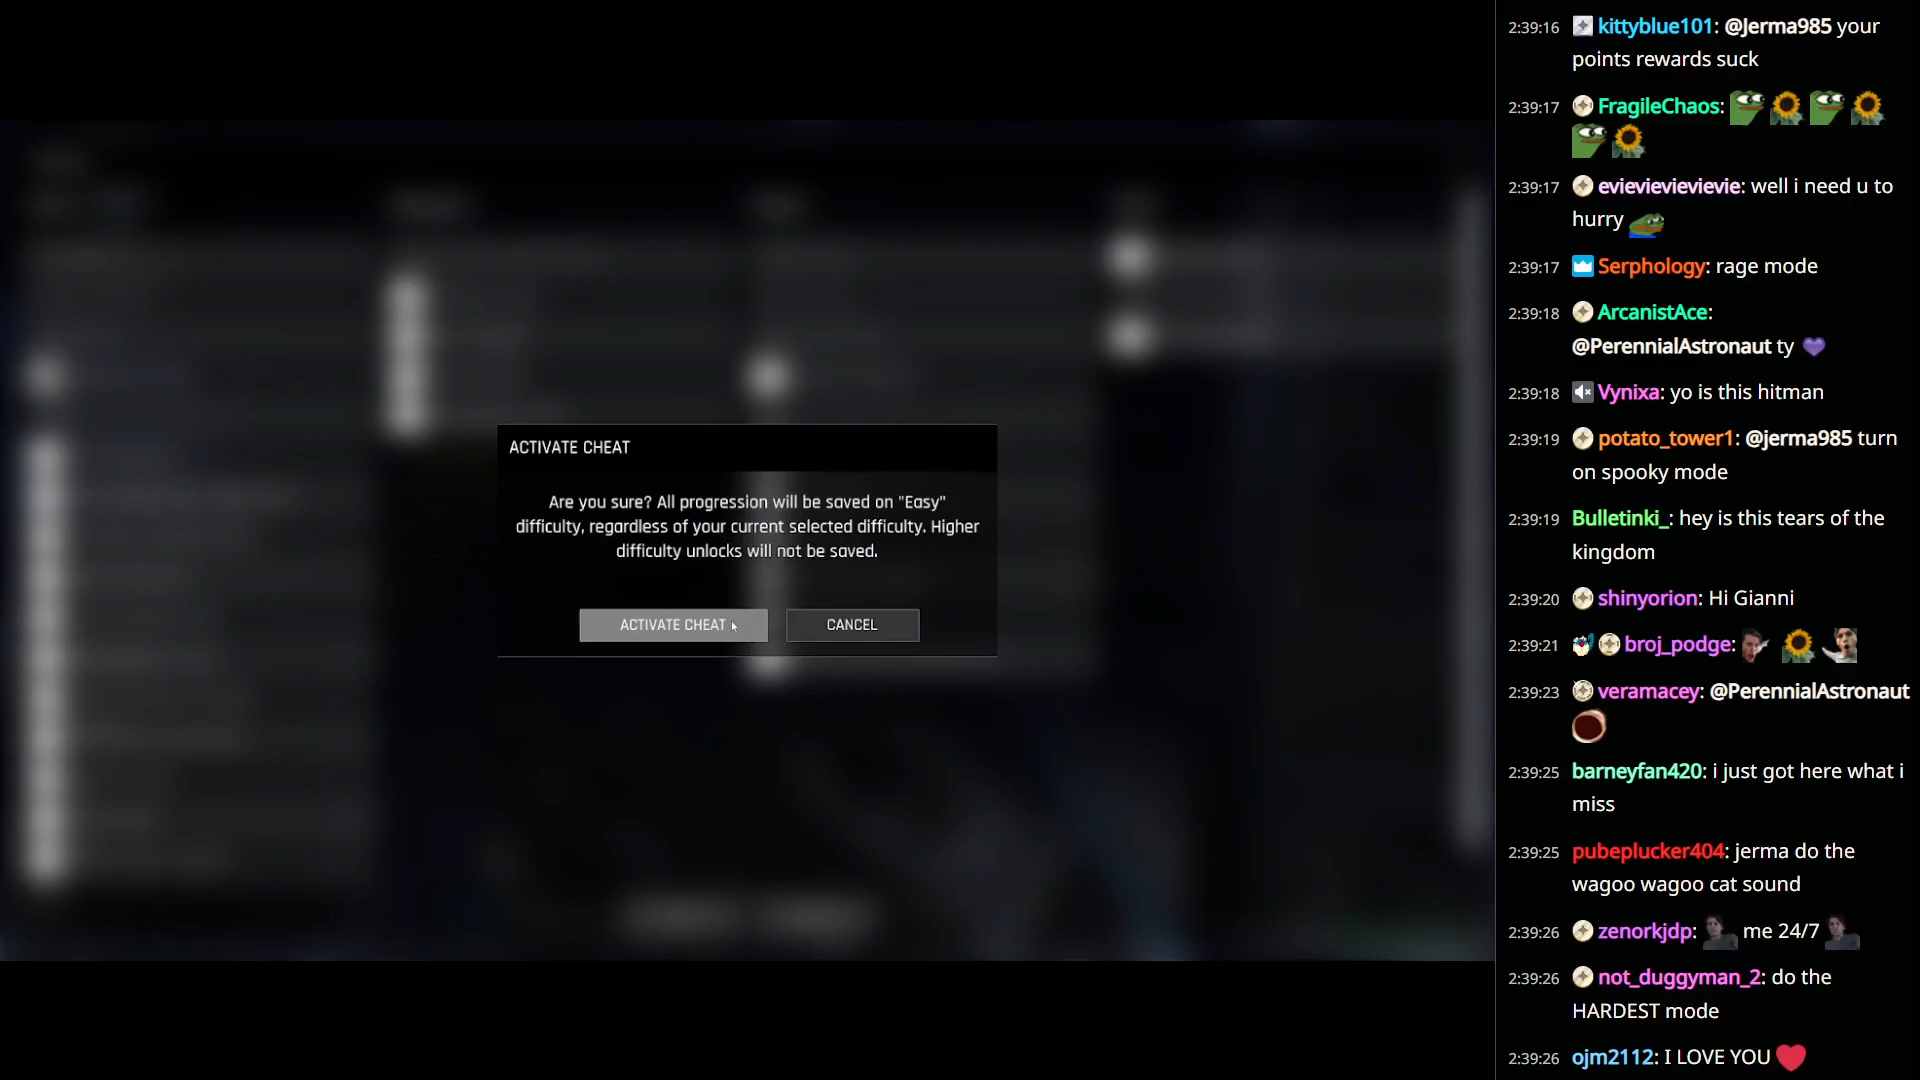 ACTIVATE CHEAT
Are you sure? All progression will be saved on "Easy"
difficulty, regardless of your current selected difficulty. Higher
difficulty unlocks will not be saved.
ACTIVATE CHEAT
CANCEL
2:39:16 kittyblue101: @Jerma985 your
points rewards suck
2:39:17 FragileChaos:
2:39:17 evievievievievie: well i need u to
hurry
2:39:17 Serphology: rage mode
2:39:18 ArcanistAce:
@PerennialAstronaut ty
2:39:18 Vynixa: yo is this hitman
2:39:19 potato_tower1: @jerma985 turn
on spooky mode
2:39:19 Bulletinki_: hey is this tears of the
kingdom
2:39:20 shinyorion: Hi Gianni
2:39:21 broj_podge:
2:39:23 veramacey: @PerennialAstronaut
2:39:25 barneyfan420: i just got here what i
miss
2:39:25 pubeplucker404: jerma do the
wagoo wagoo cat sound
2:39:26 zenorkjdp: me 24/7
2:39:26 not_duggyman_2: do the
HARDEST mode
2:39:26 ojm2112: I LOVE YOU